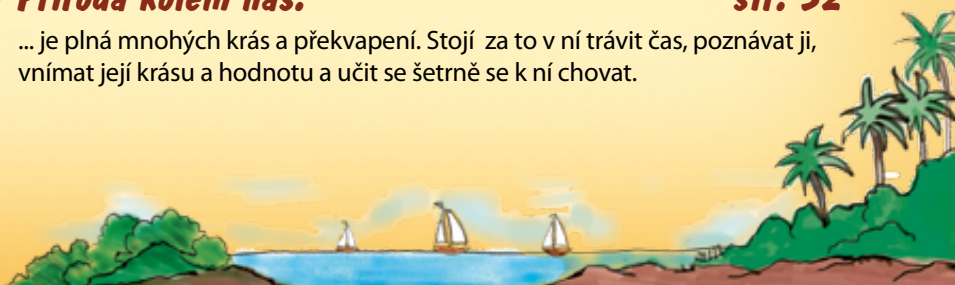 Příroda kolem nás. str. 52
... je plná mnohých krás a překvapení. Stojí za to v ní trávit čas, poznávat ji,
vnímat její krásu a hodnotu a učit se šetrně se k ní chovat.